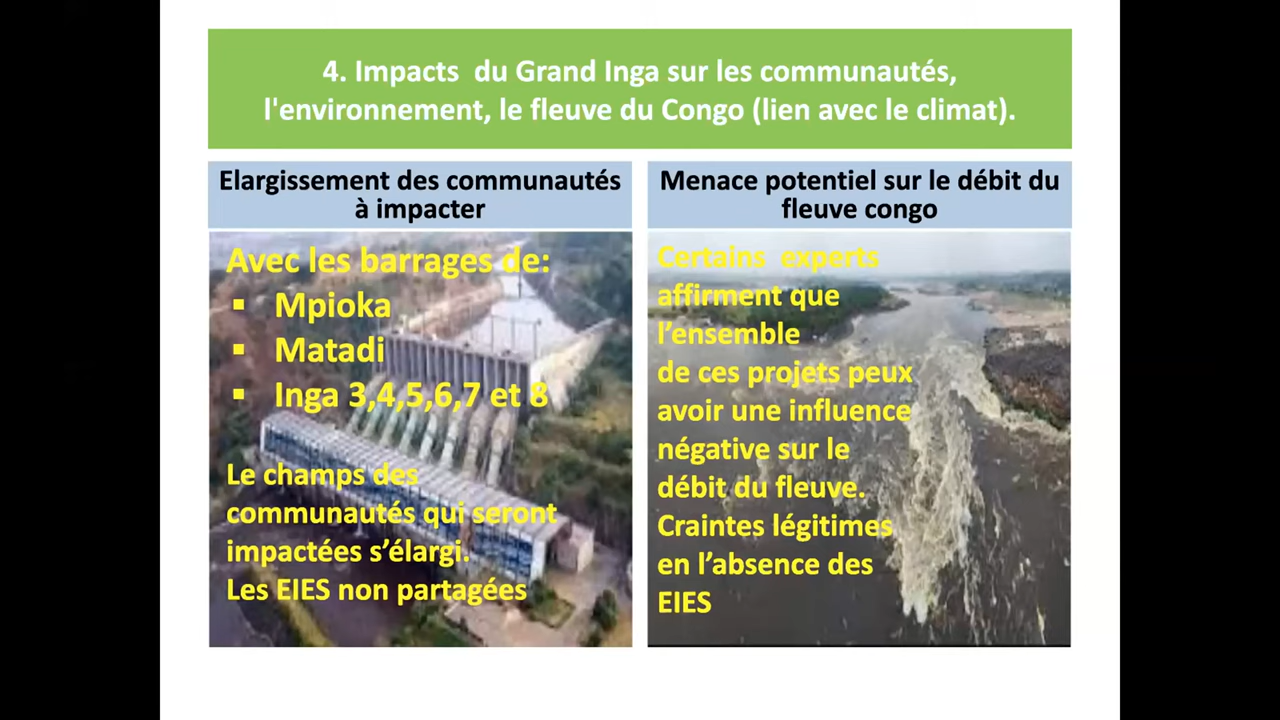 4. Impacts du Grand Inga sur les communautés,
l'environnement, le fleuve du Congo (lien avec le climat).
Elargissement des communautés
à impacter
Avec les barrages de:
▪ Mpioka
▪ Matadi
▪ Inga 3,4,5,6,7 et 8
Le champs des
communautés qui seront
impactées s’élargi.
Les EIES non partagées
Menace potentiel sur le débit du
fleuve congo
Certains experts
affirment que
l’ensemble
de ces projets peux
avoir une influence
négative sur le
débit du fleuve.
Craintes légitimes
en l’absence des
EIES